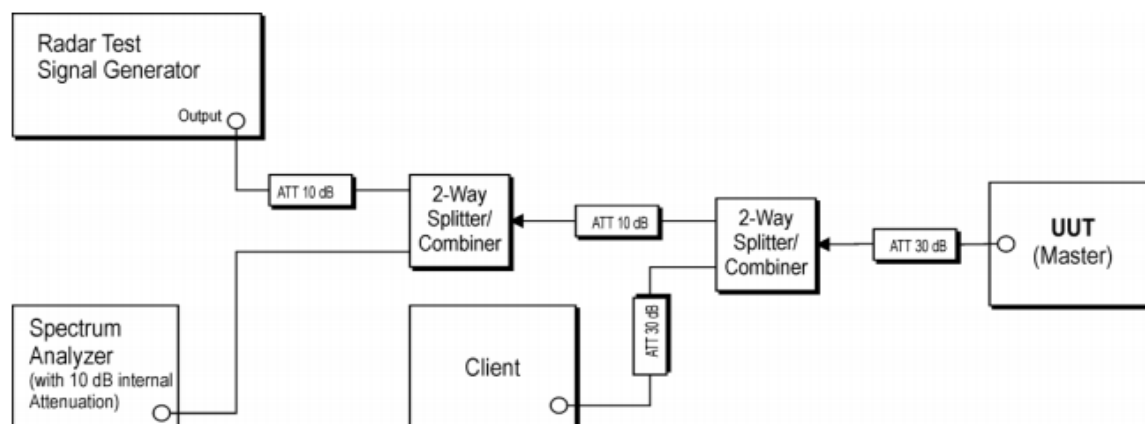 Radar Test
Signal Generator
Output
ATT 10 dB
2-Way
Splitter/
Combiner
ATT 10 dB
2-Way
Splitter/
Combiner
ATT 30 dB
UUT
(Master)
ATT 30 dB
Spectrum
Analyzer
(with 10 dB internal
Attenuation)
Client